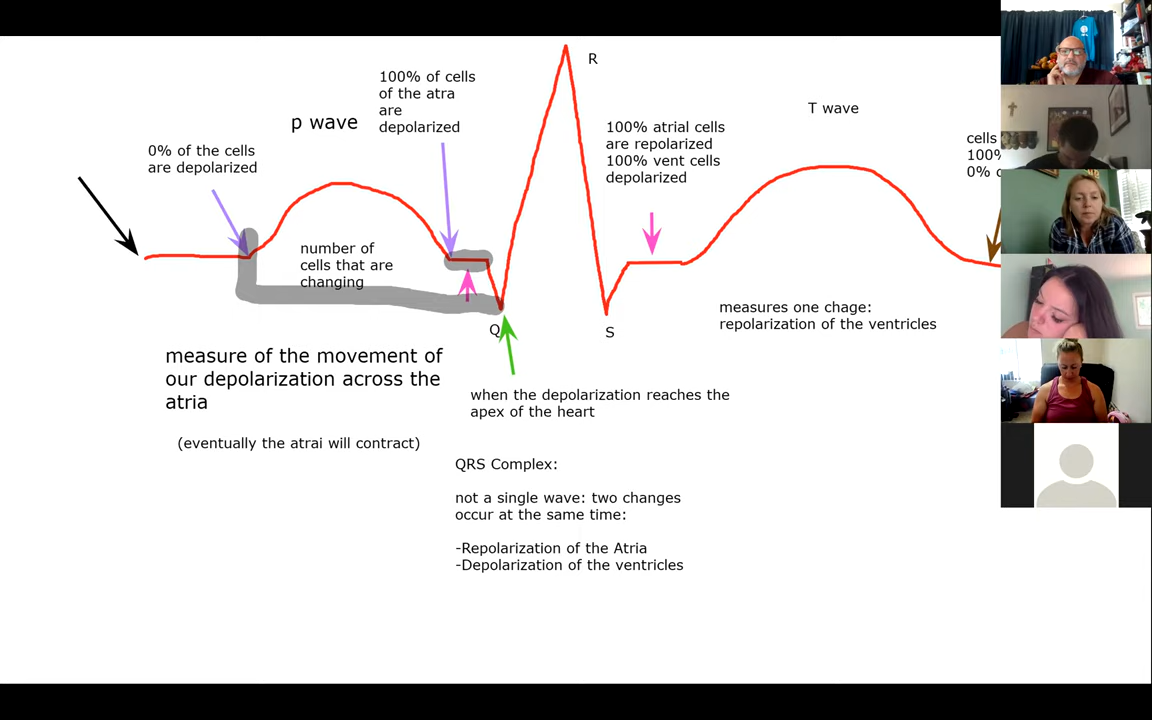 R
100% of cells
of the atra
are
depolarized
p wave
T wave
0% of the cells
are depolarized
100% atrial cells
are repolarized
100% vent cells
depolarized
cells
100%
0%
number of
cells that are
changing
measures one chage:
repolarization of the ventricles
Q
S
measure of the movement of
our depolarization across the
atria
when the depolarization reaches the
apex of the heart
(eventually the atrai will contract)
QRS Complex:
not a single wave: two changes
occur at the same time:
-Repolarization of the Atria
-Depolarization of the ventricles